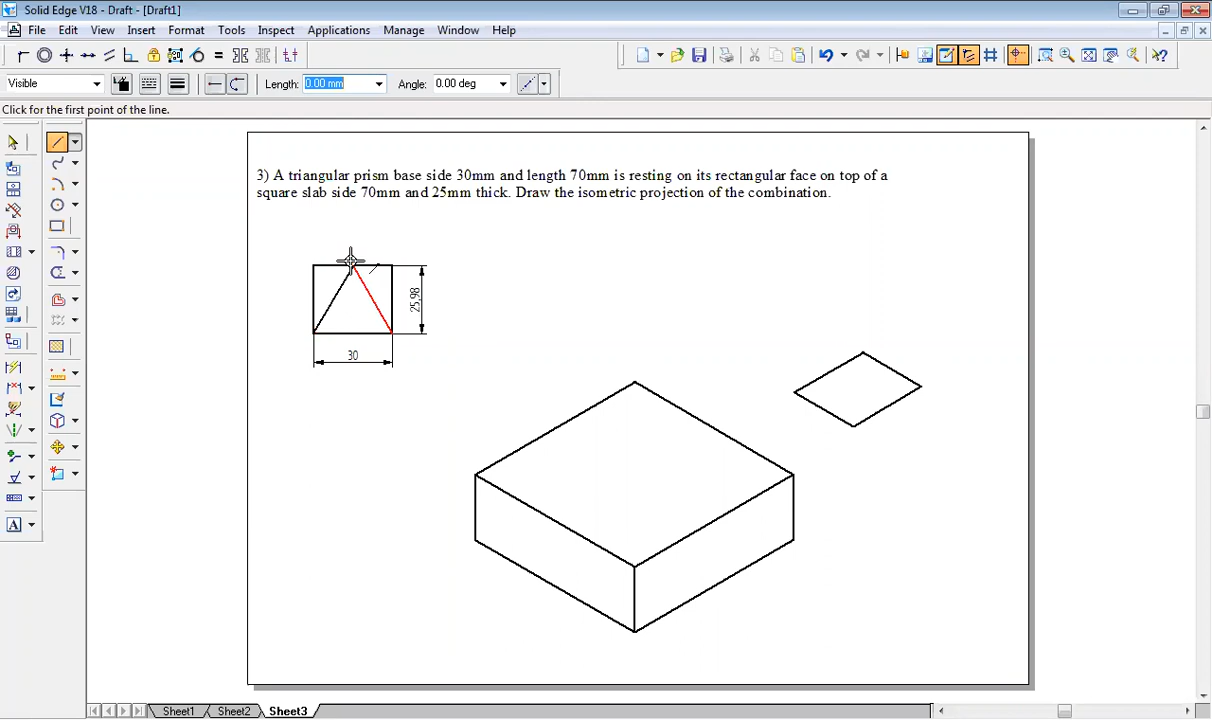 Solid Edge V18 - Draft - [Draft1]
File Edit View Insert Format Tools Inspect Applications Manage Window Help
Visible Length: 0.00 mm Angle: 0.00 deg
Click for the first point of the line.
3) A triangular prism base side 30mm and length 70mm is resting on its rectangular face on top of a
square slab side 70mm and 25mm thick. Draw the isometric projection of the combination.
25,98
30
A
Sheet1 Sheet2 Sheet3